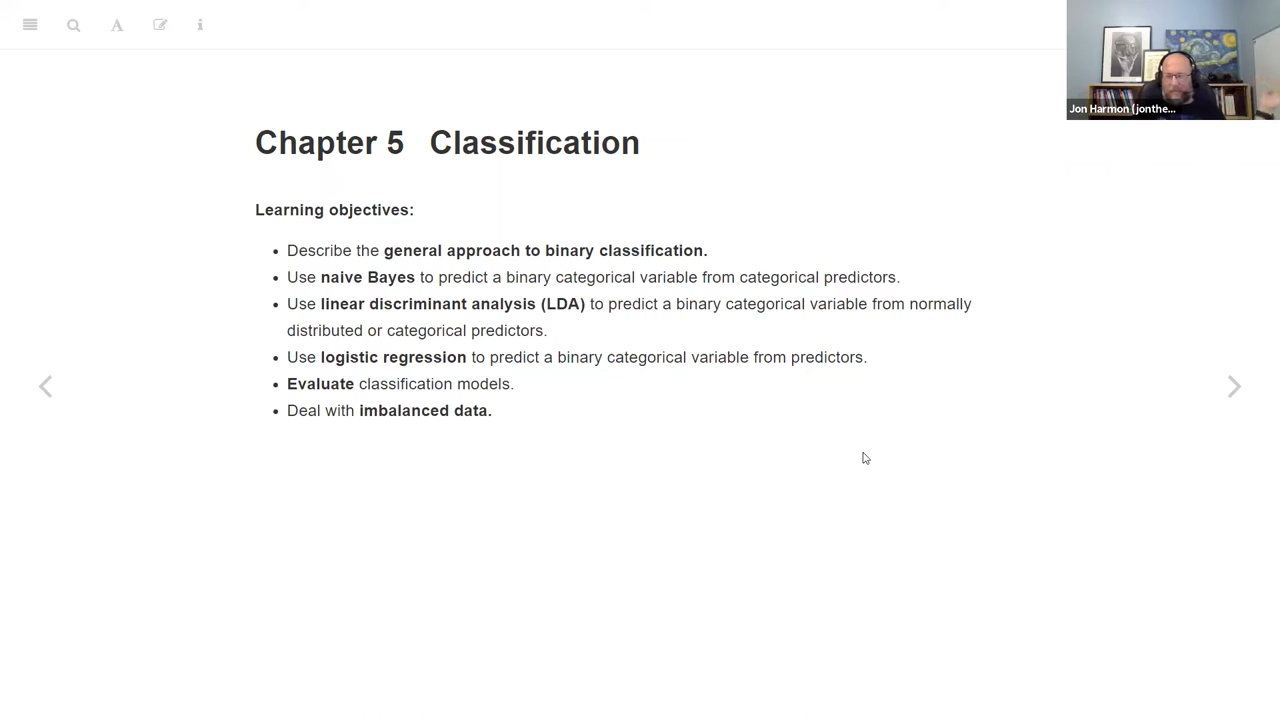 Jon Harmon (jonthe...
Chapter 5 Classification
Learning objectives:
• Describe the general approach to binary classification.
• Use naive Bayes to predict a binary categorical variable from categorical predictors.
• Use linear discriminant analysis (LDA) to predict a binary categorical variable from normally
distributed or categorical predictors.
• Use logistic regression to predict a binary categorical variable from predictors.
• Evaluate classification models.
• Deal with imbalanced data.